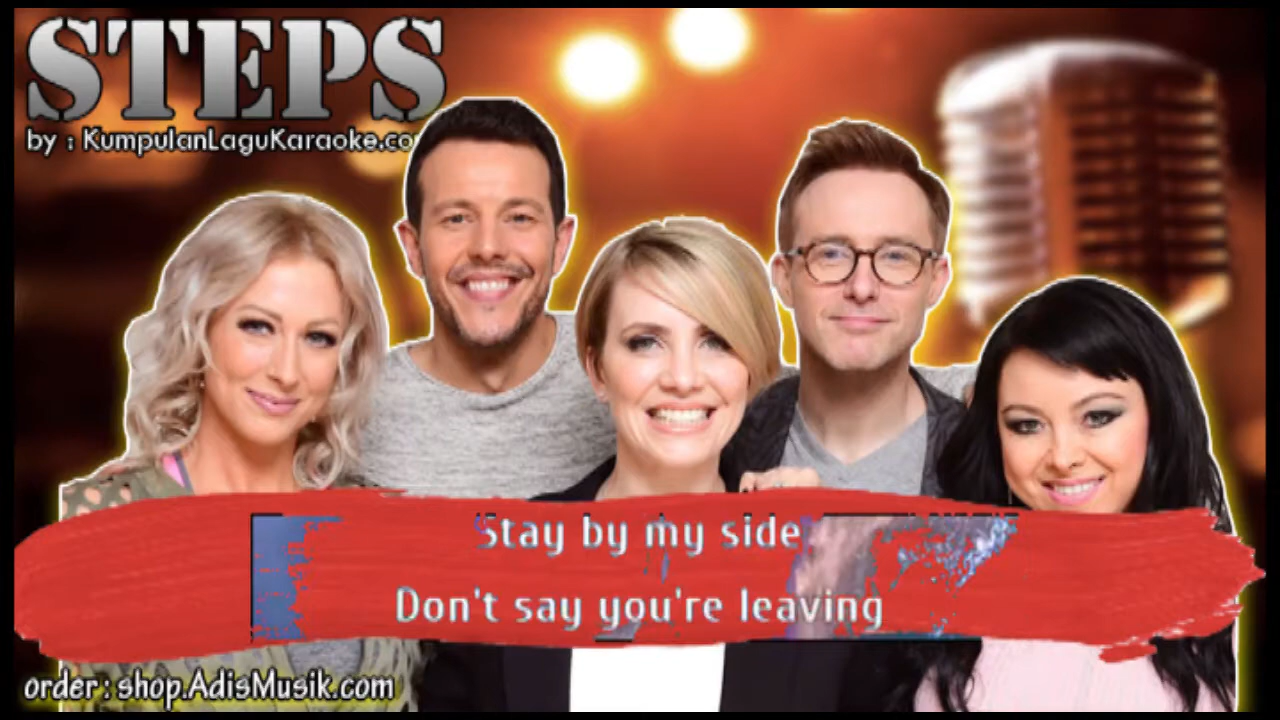 STEPS
by : KumpulanLaguKaraoke.co
Stay by my side
Don't say you're leaving
order : shop.AdisMusik.com